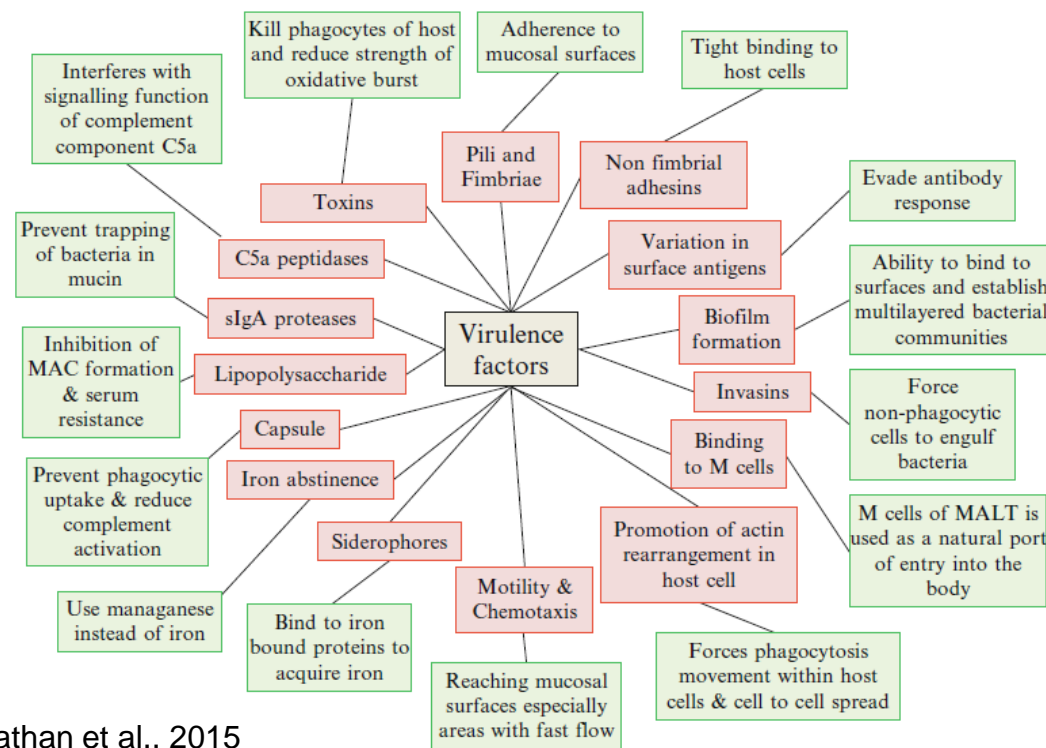 Kill phagocytes of host
and reduce strength of
oxidative burst
Adherence to
mucosal surfaces
Tight binding to
host cells
Interferes with
signalling function
of complement
component C5a
Pili and
Fimbriae
Non fimbrial
adhesins
Toxins
Evade antibody
response
Prevent trapping
of bacteria in
mucin
C5a peptidases
Variation in
surface antigens
Ability to bind to
surfaces and establish
multilayered bacterial
communities
sIgA proteases
Virulence
factors
Biofilm
formation
Inhibition of
MAC formation
& serum
resistance
Lipopolysaccharide
Invasins
Force
non-phagocytic
cells to engulf
bacteria
Capsule
Binding
to M cells
Prevent phagocytic
uptake & reduce
complement
activation
Iron abstinence
Siderophores
Motility &
Chemotaxis
Promotion of actin
rearrangement in
host cell
M cells of MALT is
used as a natural port
of entry into the
body
Use managanese
instead of iron
Bind to iron
bound proteins to
acquire iron
Reaching mucosal
surfaces especially
areas with fast flow
Forces phagocytosis
movement within host
cells & cell to cell spread
athan et al., 2015